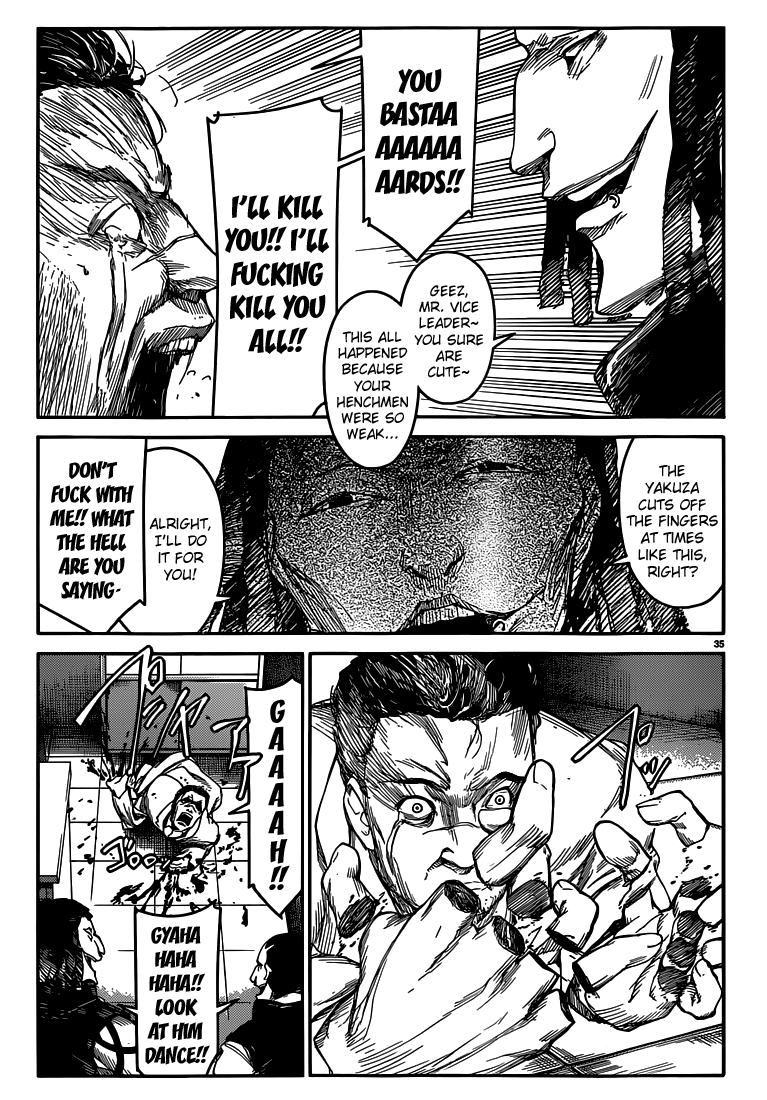 YOU
BASTAA
AAAAAA
AARDS!!
I'LL KILL
YOU!! I'LL
FUCKING
KILL YOU
ALL!!
GEEZ,
MR. VICE
LEADER~
YOU SURE
ARE
CUTE~
THIS ALL
HAPPENED
BECAUSE
YOUR
HENCHMEN
WERE SO
WEAK...
THE
YAKUZA
CUTS OFF
THE FINGERS
AT TIMES
LIKE THIS,
RIGHT?
ALRIGHT,
I'LL DO
IT FOR
YOU!
DON'T
FUCK WITH
ME!! WHAT
THE HELL
ARE YOU
SAYING-
35
GAAAAAH!!
GYAHA
HAHA
HAHA!!
LOOK
AT HIM
DANCE!!